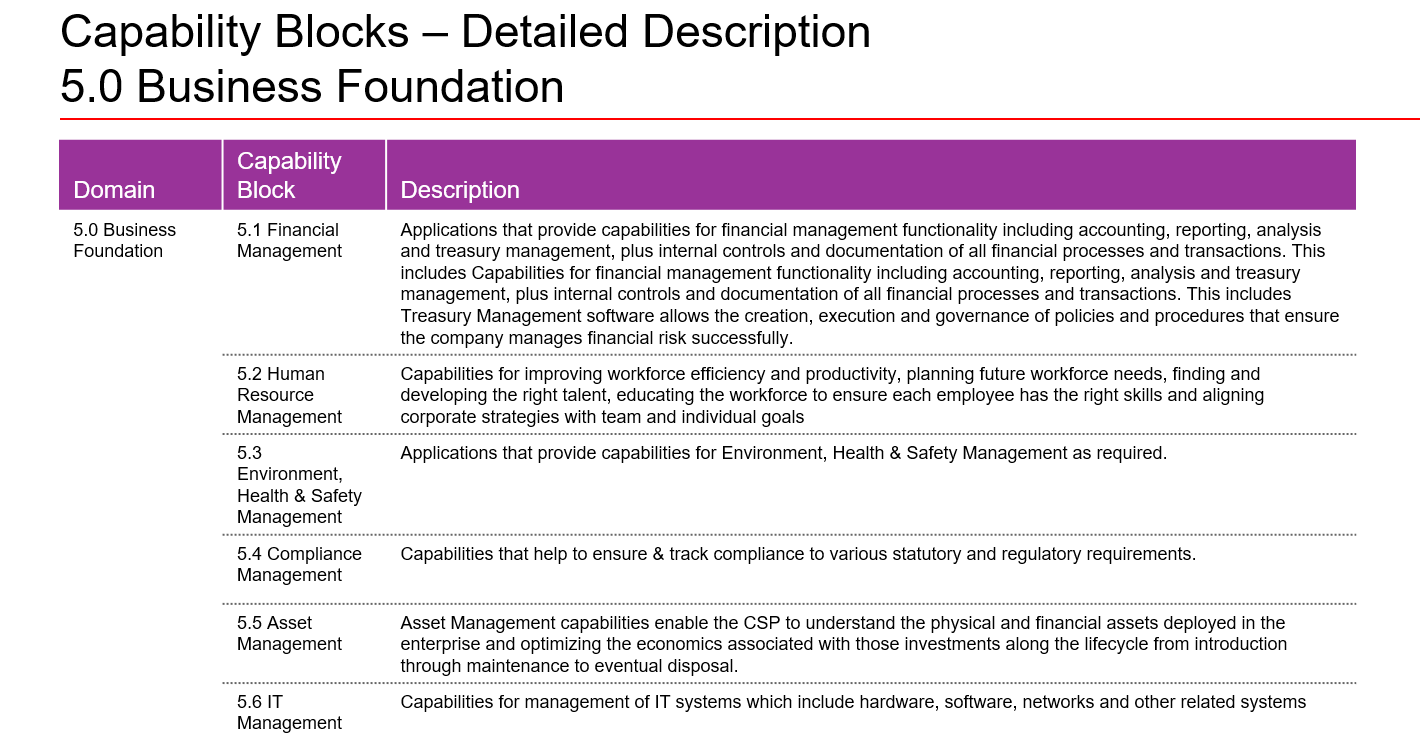 Capability Blocks – Detailed Description
5.0 Business Foundation
Domain
Capability
Block
Description
5.0 Business
Foundation
5.1 Financial
Management
Applications that provide capabilities for financial management functionality including accounting, reporting, analysis
and treasury management, plus internal controls and documentation of all financial processes and transactions. This
includes Capabilities for financial management functionality including accounting, reporting, analysis and treasury
management, plus internal controls and documentation of all financial processes and transactions. This includes
Treasury Management software allows the creation, execution and governance of policies and procedures that ensure
the company manages financial risk successfully.
5.2 Human
Resource
Management
Capabilities for improving workforce efficiency and productivity, planning future workforce needs, finding and
developing the right talent, educating the workforce to ensure each employee has the right skills and aligning
corporate strategies with team and individual goals
5.3
Environment,
Health & Safety
Management
Applications that provide capabilities for Environment, Health & Safety Management as required.
5.4 Compliance
Management
Capabilities that help to ensure & track compliance to various statutory and regulatory requirements.
5.5 Asset
Management
Asset Management capabilities enable the CSP to understand the physical and financial assets deployed in the
enterprise and optimizing the economics associated with those investments along the lifecycle from introduction
through maintenance to eventual disposal.
5.6 IT
Management
Capabilities for management of IT systems which include hardware, software, networks and other related systems